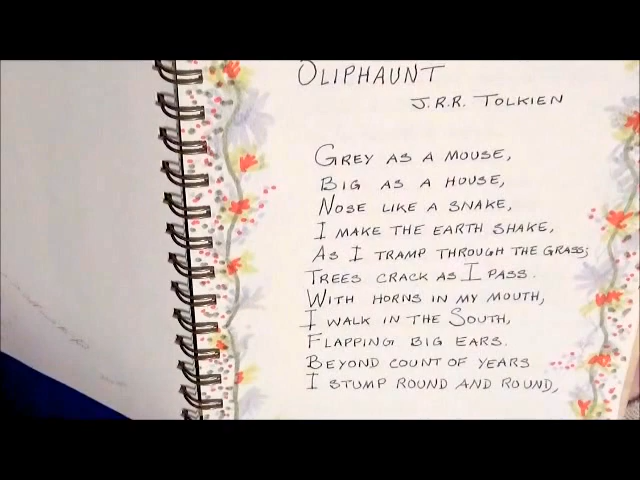 OLIPHAUNT
J.R.R. TOLKIEN
GREY AS A MOUSE,
BIG AS A HOUSE,
NOSE LIKE A SNAKE,
I MAKE THE EARTH SHAKE,
AS I TRAMP THROUGH THE GRASS;
TREES CRACK AS I PASS.
WITH HORNS IN MY MOUTH,
I WALK IN THE SOUTH,
FLAPPING BIG EARS.
BEYOND COUNT OF YEARS
I STUMP ROUND AND ROUND,